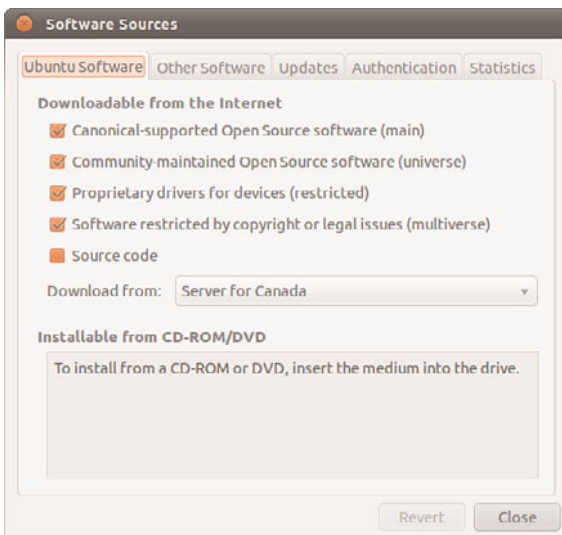 Software Sources
Ubuntu Software Other Software Updates Authentication Statistics
Downloadable from the Internet
Canonical-supported Open Source software (main)
Community-maintained Open Source software (universe)
Proprietary drivers for devices (restricted)
Software restricted by copyright or legal issues (multiverse)
Source code
Download from: Server for Canada
Installable from CD-ROM/DVD
To install from a CD-ROM or DVD, insert the medium into the drive.
Revert Close